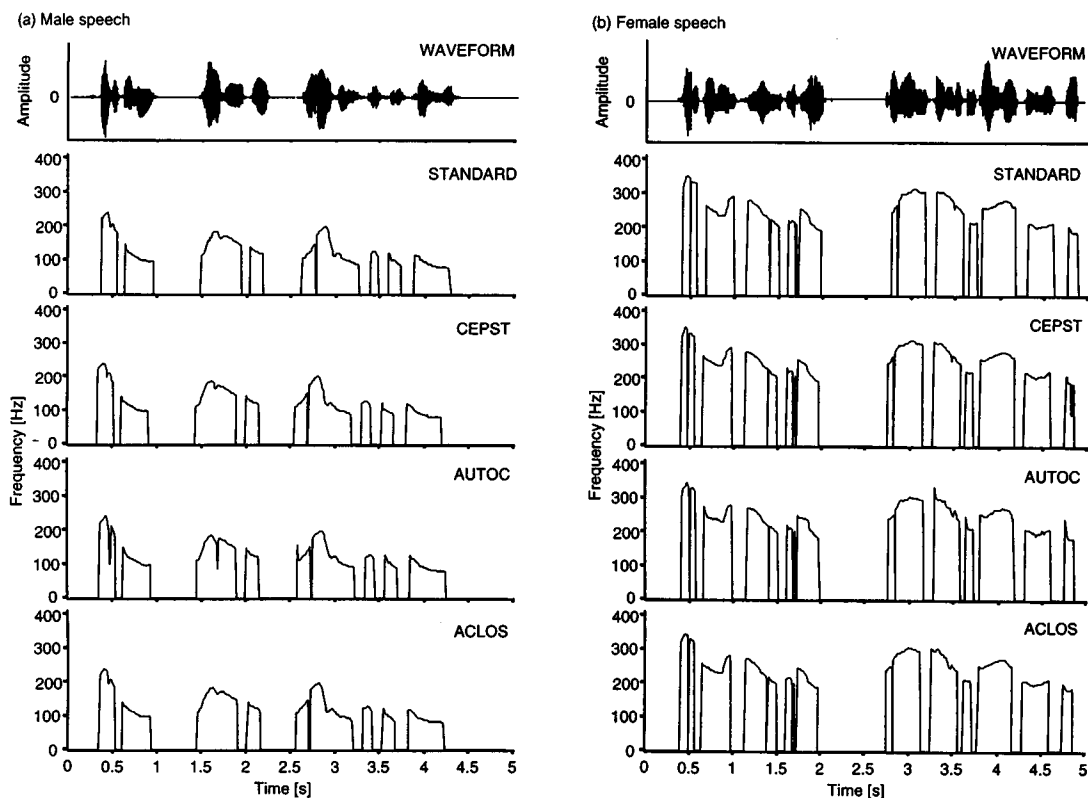 (a) Male speech
WAVEFORM
Amplitude
0
400
300
200
100
0
STANDARD
400
300
200
100
0
CEPST
Frequency [Hz]
400
300
200
100
0
AUTOC
400
300
200
100
0
ACLOS
0 0.5 1 1.5 2 2.5 3 3.5 4 4.5 5
Time [s]
(b) Female speech
WAVEFORM
Amplitude
0
400
300
200
100
0
STANDARD
400
300
200
100
0
CEPST
Frequency [Hz]
400
300
200
100
0
AUTOC
400
300
200
100
0
ACLOS
0 0.5 1 1.5 2 2.5 3 3.5 4 4.5 5
Time [s]